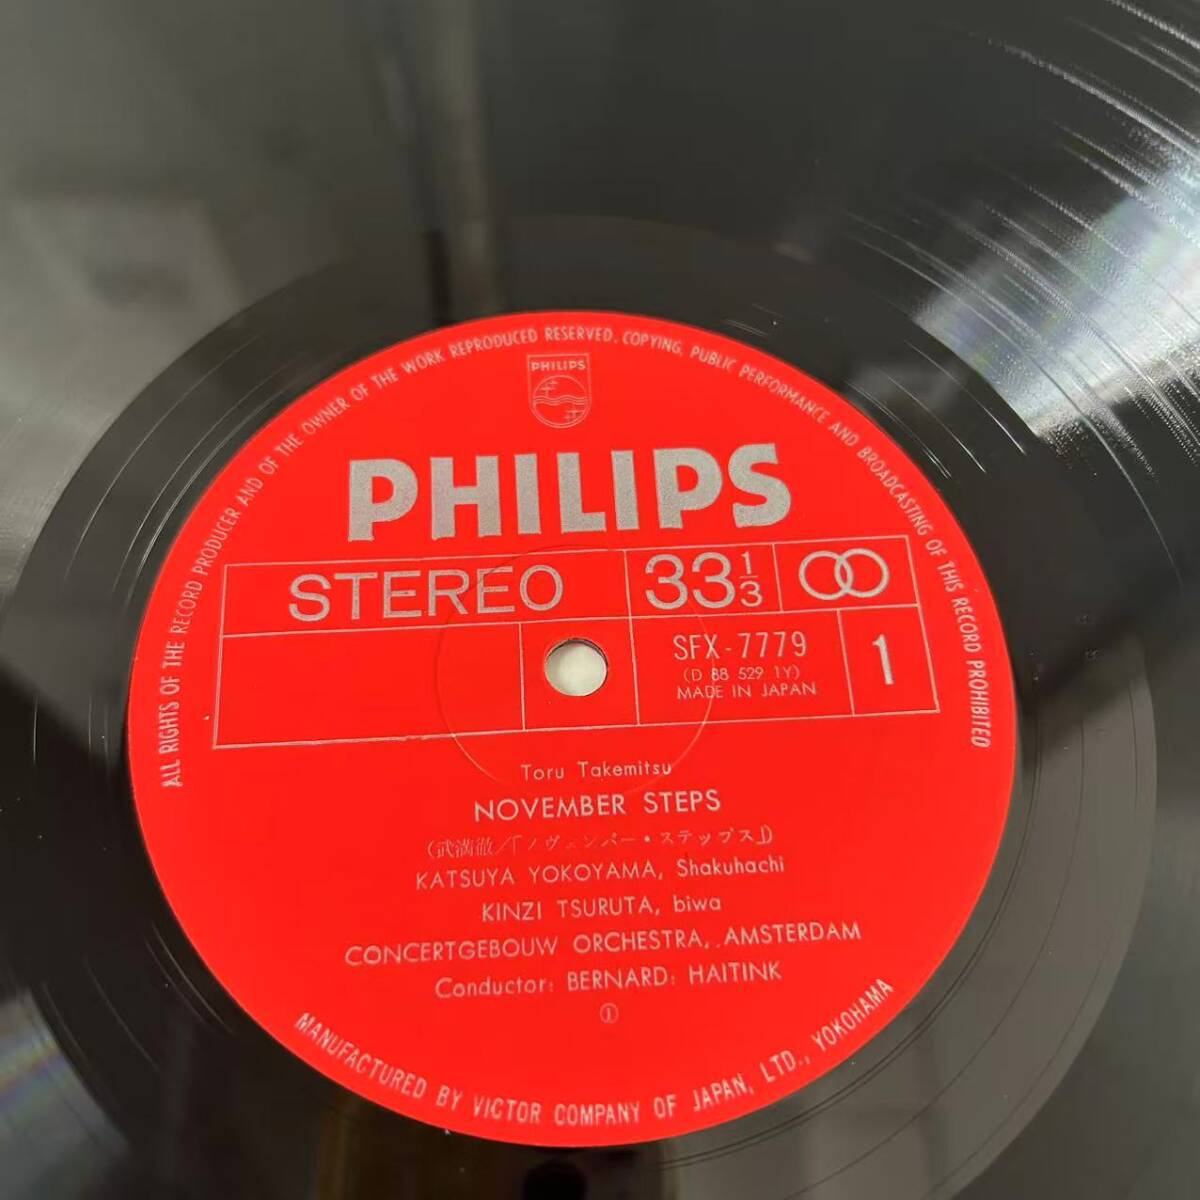 ALL RIGHTS OF THE RECORD PRODUCER AND OF THE OWNER OF THE WORK REPRODUCED RESERVED. COPYING, PUBLIC PERFORMANCE AND BROADCASTING OF THIS RECORD PROHIBITED
PHILIPS
PHILIPS
STEREO 33 1/3
SFX-7779
(D 88 529 1Y)
MADE IN JAPAN
1
Toru Takemitsu
NOVEMBER STEPS
(武満徹/「ノヴェンバー・ステップス」)
KATSUYA YOKOYAMA, Shakuhachi
KINZI TSURUTA, biwa
CONCERTGEBOUW ORCHESTRA, AMSTERDAM
Conductor: BERNARD: HAITINK
①
MANUFACTURED BY VICTOR COMPANY OF JAPAN, LTD., YOKOHAMA